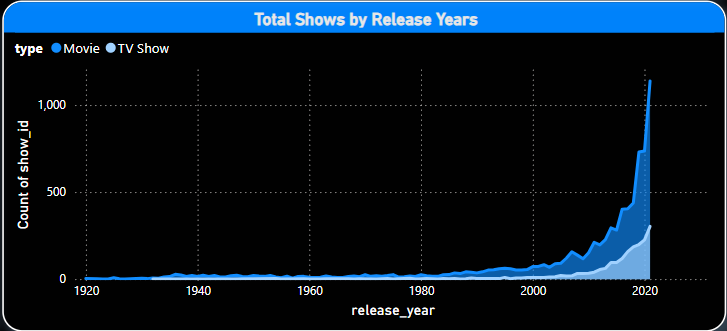 Total Shows by Release Years
type Movie TV Show
1,000
500
0
Count of show_id
1920 1940 1960 1980 2000 2020
release_year